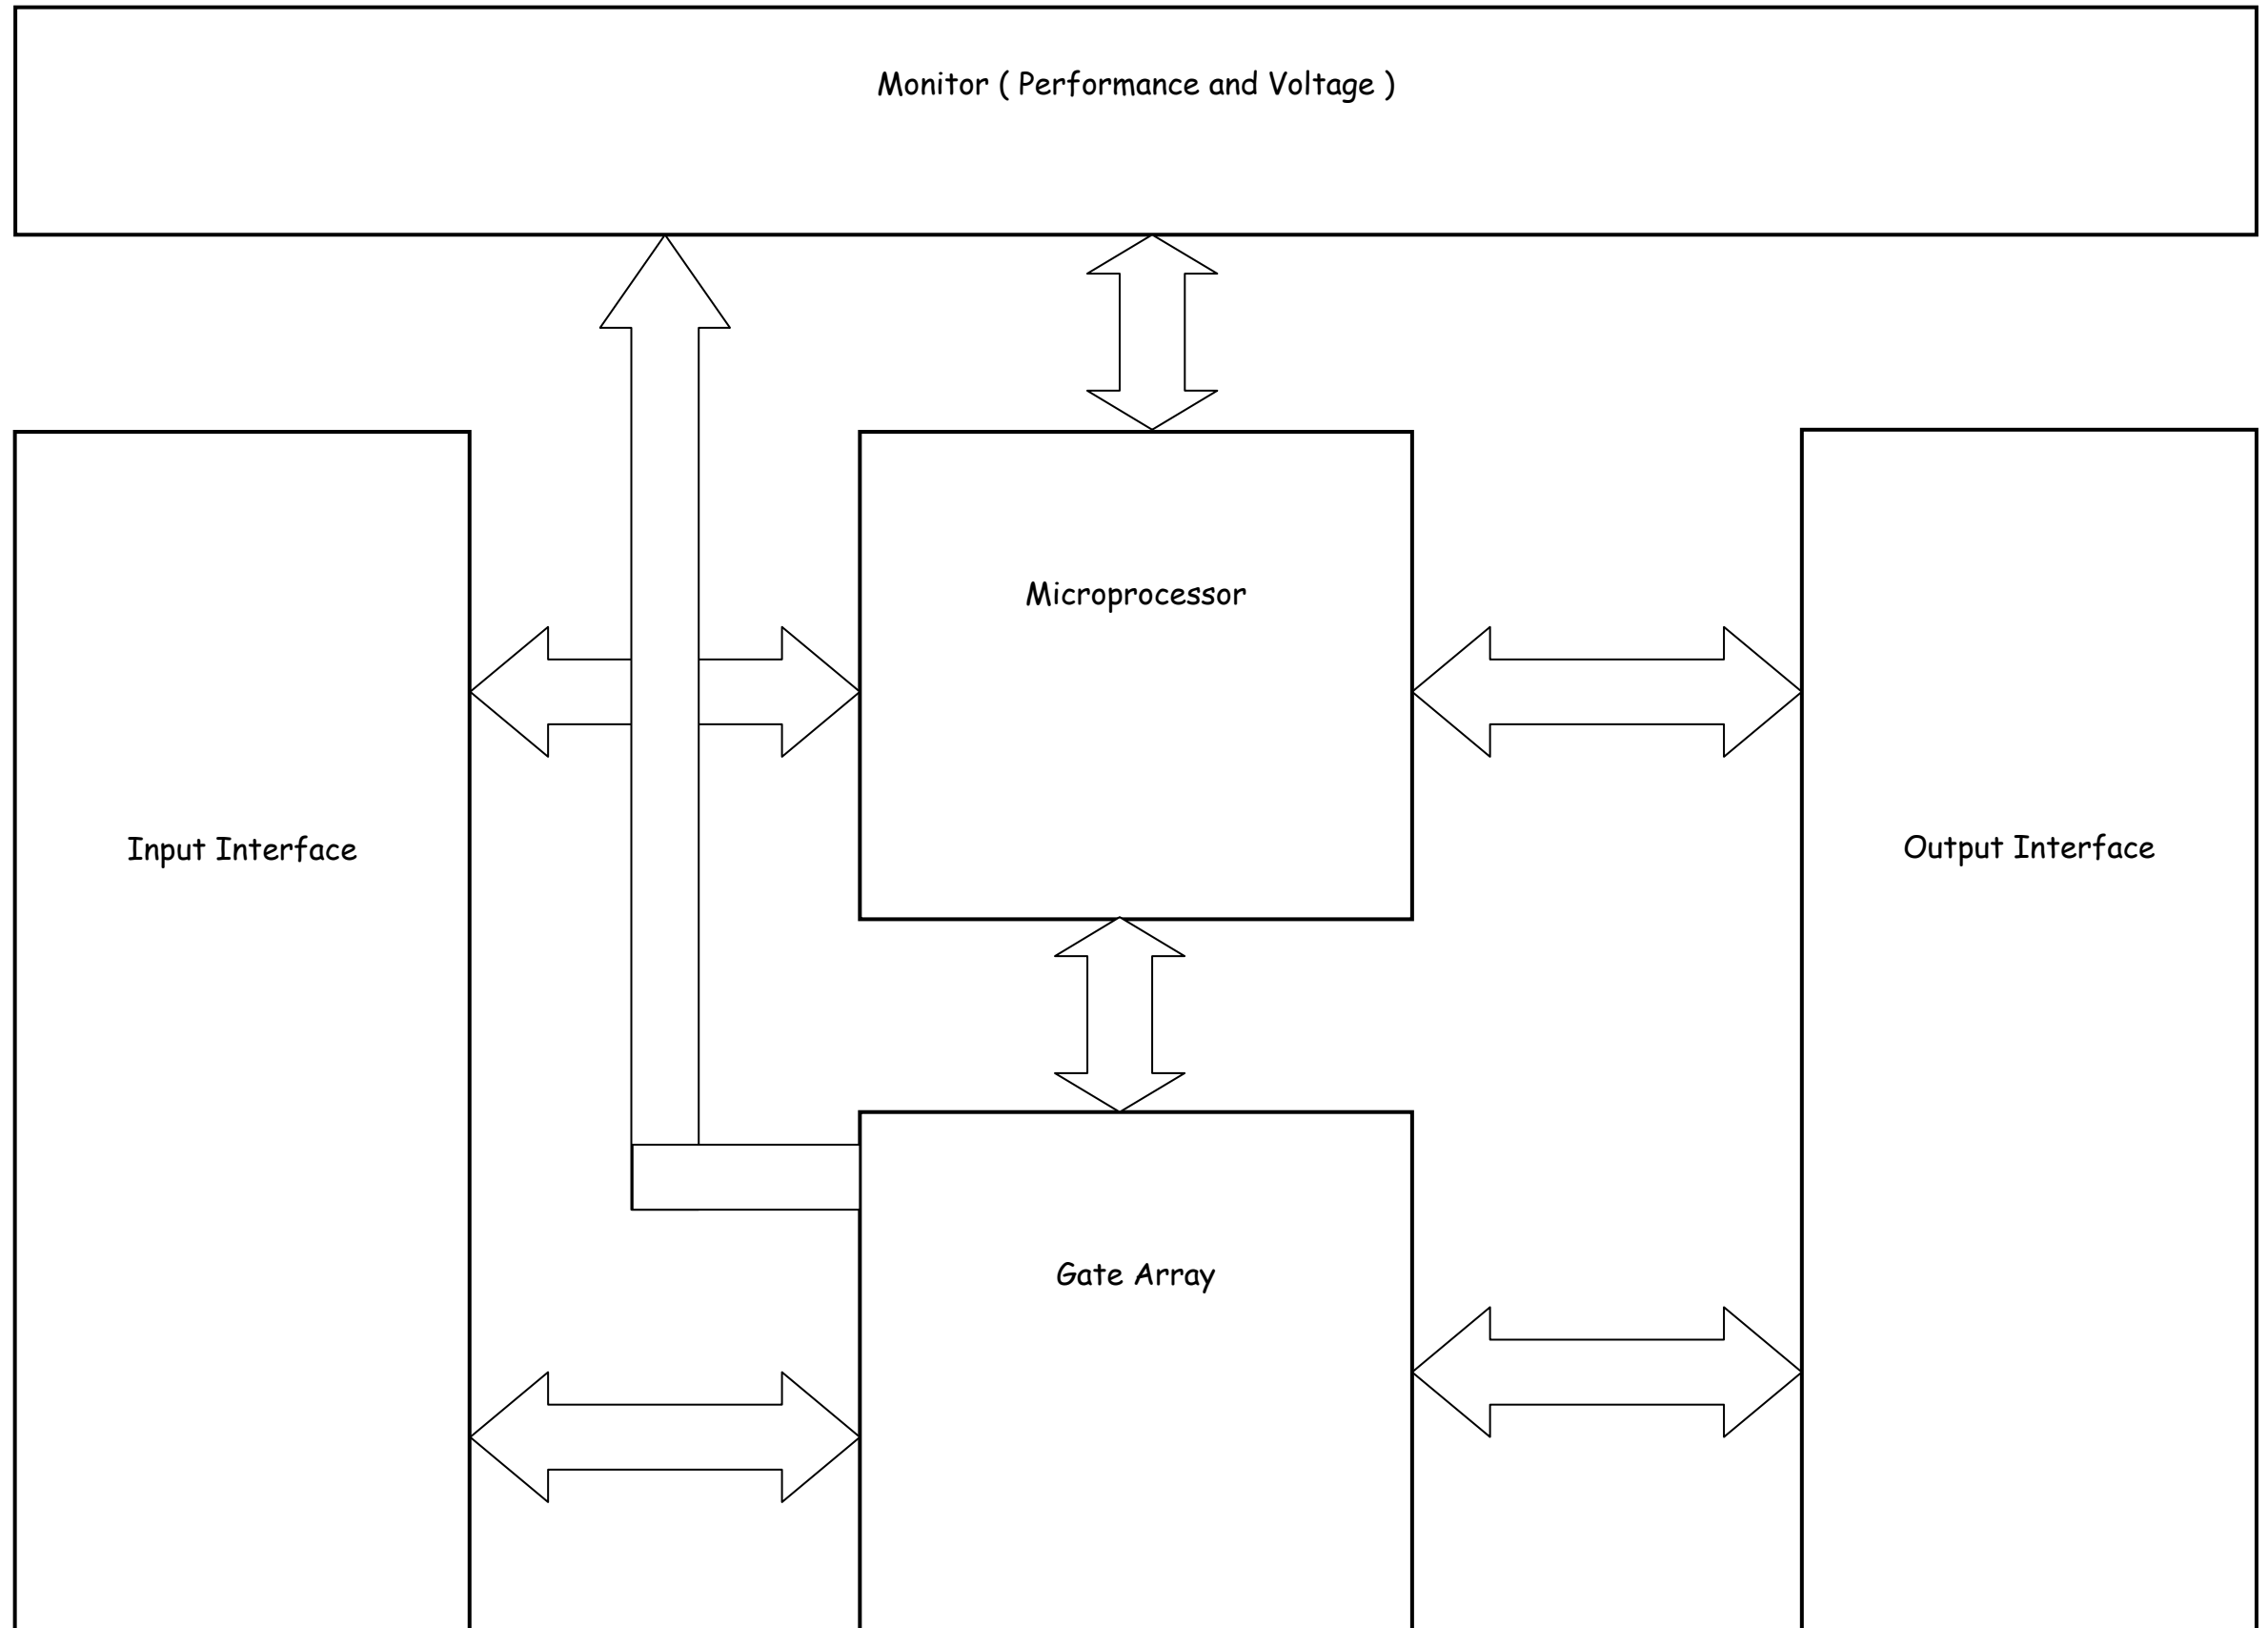 Monitor ( Performance and Voltage )
Microprocessor
Input Interface
Output Interface
Gate Array